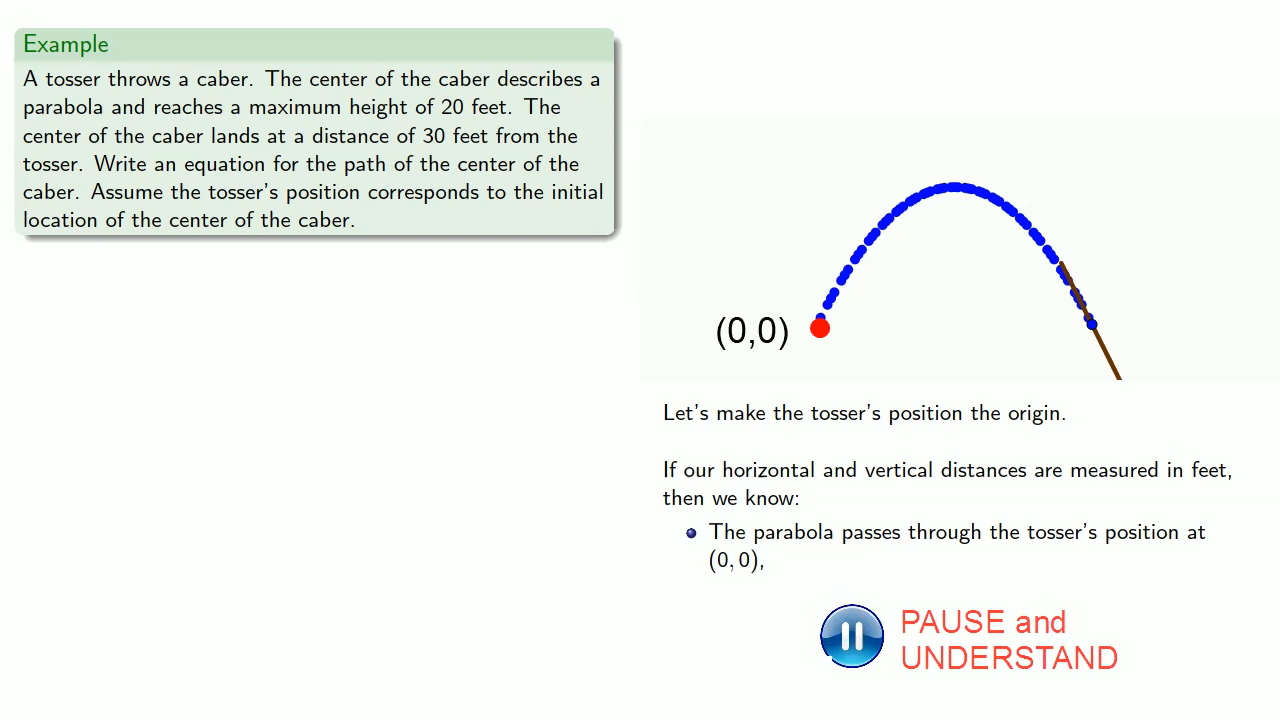 Example
A tosser throws a caber. The center of the caber describes a
parabola and reaches a maximum height of 20 feet. The
center of the caber lands at a distance of 30 feet from the
tosser. Write an equation for the path of the center of the
caber. Assume the tosser's position corresponds to the initial
location of the center of the caber.
(0,0)
Let's make the tosser's position the origin.
If our horizontal and vertical distances are measured in feet,
then we know:
The parabola passes through the tosser's position at
(0, 0),
PAUSE and
UNDERSTAND